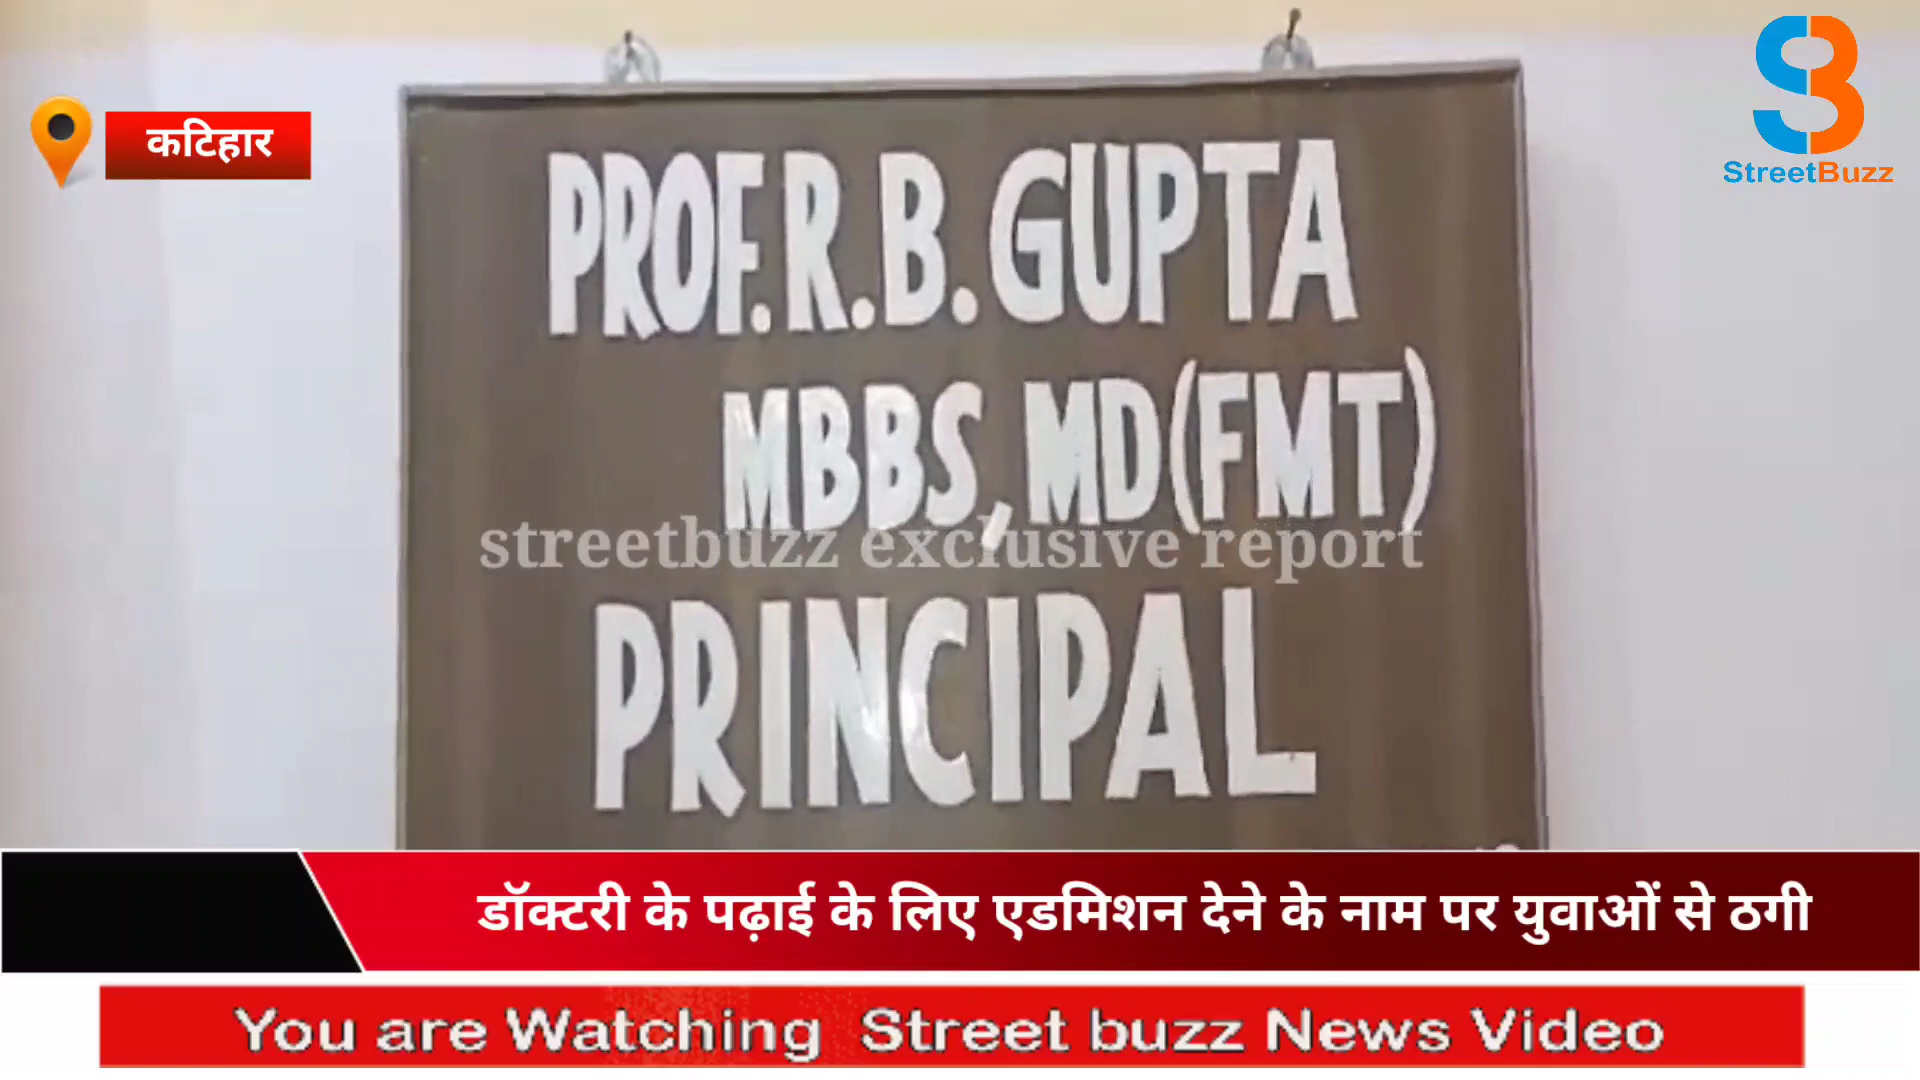 कटिहार
StreetBuzz
PROF. R. B. GUPTA
MBBS, MD (FMT)
streetbuzz exclusive report
PRINCIPAL
डॉक्टरी के पढ़ाई के लिए एडमिशन देने के नाम पर युवाओं से ठगी
You are Watching Street buzz News Video